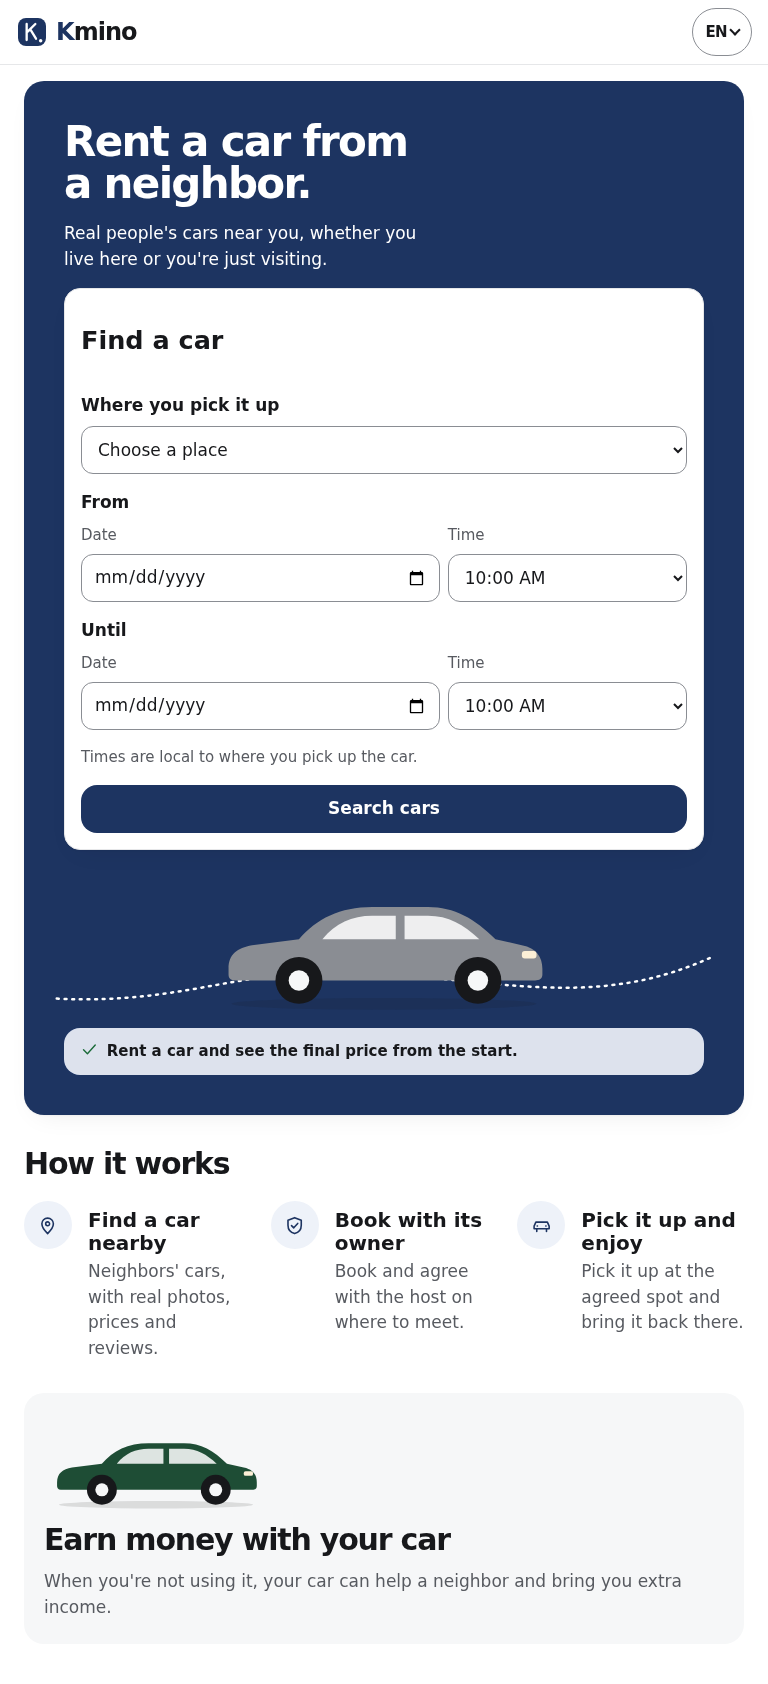 K. Kmino
EN
Rent a car from
a neighbor.
Real people's cars near you, whether you
live here or you're just visiting.
Find a car
Where you pick it up
Choose a place
From
Date Time
mm/dd/yyyy 10:00 AM
Until
Date Time
mm/dd/yyyy 10:00 AM
Times are local to where you pick up the car.
Search cars
Rent a car and see the final price from the start.
How it works
Find a car
nearby
Neighbors' cars,
with real photos,
prices and
reviews.
Book with its
owner
Book and agree
with the host on
where to meet.
Pick it up and
enjoy
Pick it up at the
agreed spot and
bring it back there.
Earn money with your car
When you're not using it, your car can help a neighbor and bring you extra
income.